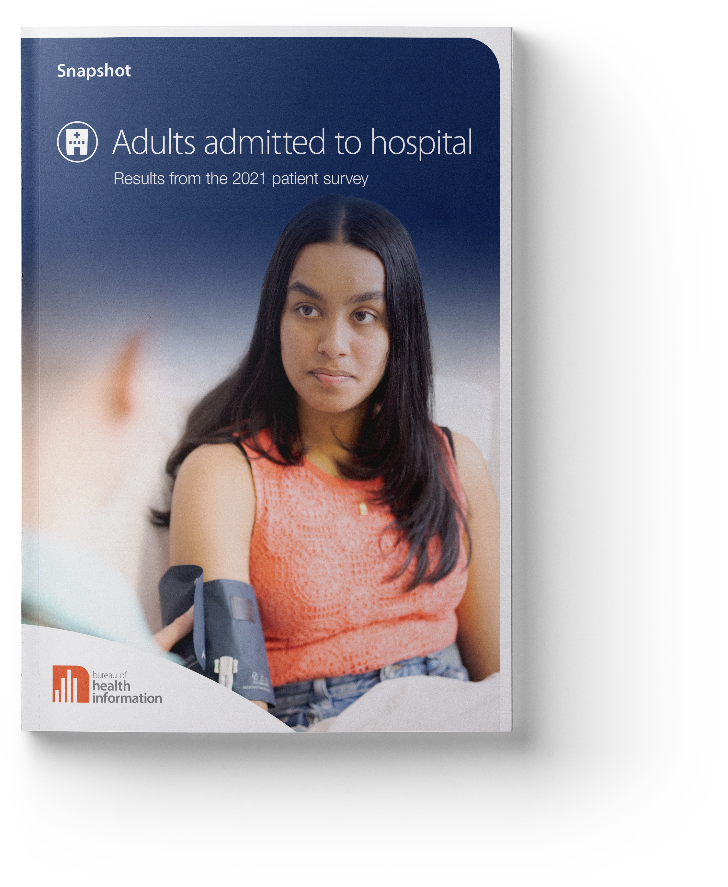 Snapshot
Adults admitted to hospital
Results from the 2021 patient survey
bureau of
health
information